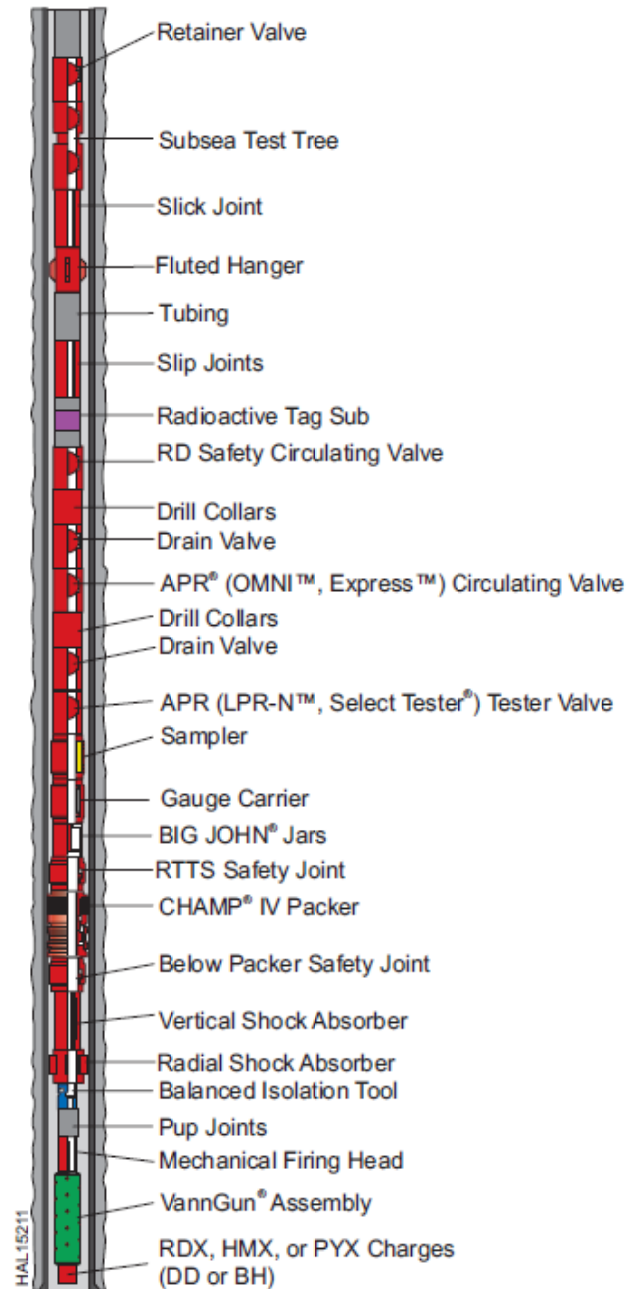 Retainer Valve
Subsea Test Tree
Slick Joint
Fluted Hanger
Tubing
Slip Joints
Radioactive Tag Sub
RD Safety Circulating Valve
Drill Collars
Drain Valve
APR® (OMNI™, Express™) Circulating Valve
Drill Collars
Drain Valve
APR (LPR-N™, Select Tester®) Tester Valve
Sampler
Gauge Carrier
BIG JOHN® Jars
RTTS Safety Joint
CHAMP® IV Packer
Below Packer Safety Joint
Vertical Shock Absorber
Radial Shock Absorber
Balanced Isolation Tool
Pup Joints
Mechanical Firing Head
VannGun® Assembly
RDX, HMX, or PYX Charges
(DD or BH)
HAL15211